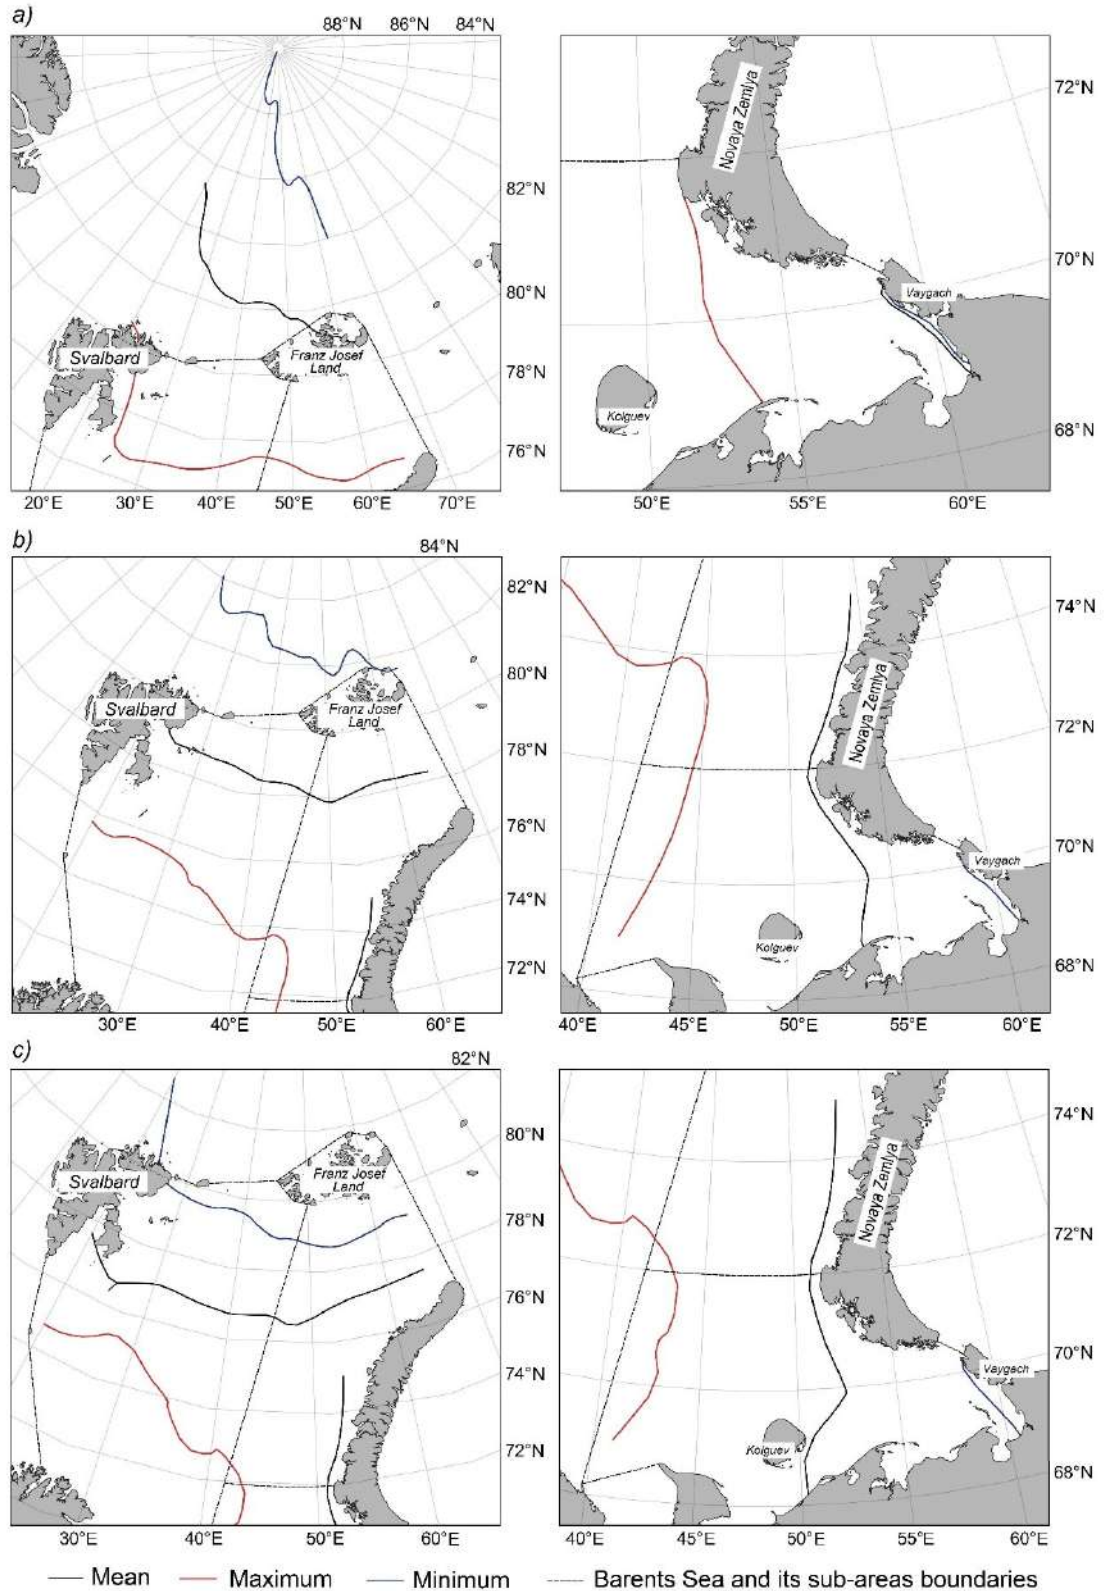 a)
88°N 86°N 84°N
82°N
80°N
78°N
76°N
Svalbard
Franz Josef
Land
20°E 30°E 40°E 50°E 60°E 70°E
Novaya Zemlya
Vaygach
Kolguev
72°N
70°N
68°N
50°E 55°E 60°E
b)
84°N
82°N
80°N
78°N
76°N
74°N
72°N
Svalbard
Franz Josef
Land
30°E 40°E 50°E 60°E
Novaya Zemlya
Vaygach
Kolguev
74°N
72°N
70°N
68°N
40°E 45°E 50°E 55°E 60°E
c)
82°N
80°N
78°N
76°N
74°N
72°N
Svalbard
Franz Josef
Land
30°E 40°E 50°E 60°E
Novaya Zemlya
Vaygach
Kolguev
74°N
72°N
70°N
68°N
40°E 45°E 50°E 55°E 60°E
Mean Maximum Minimum Barents Sea and its sub-areas boundaries